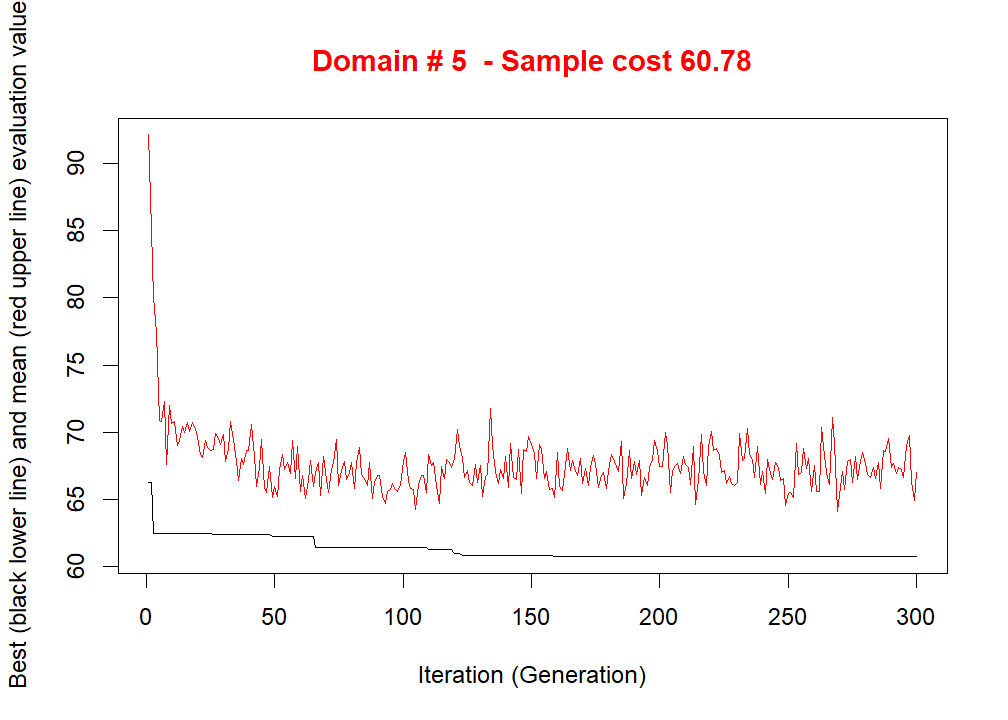 Domain # 5  - Sample cost 60.78
Best (black lower line) and mean (red upper line) evaluation value
90
85
80
75
70
65
60
0 50 100 150 200 250 300
Iteration (Generation)